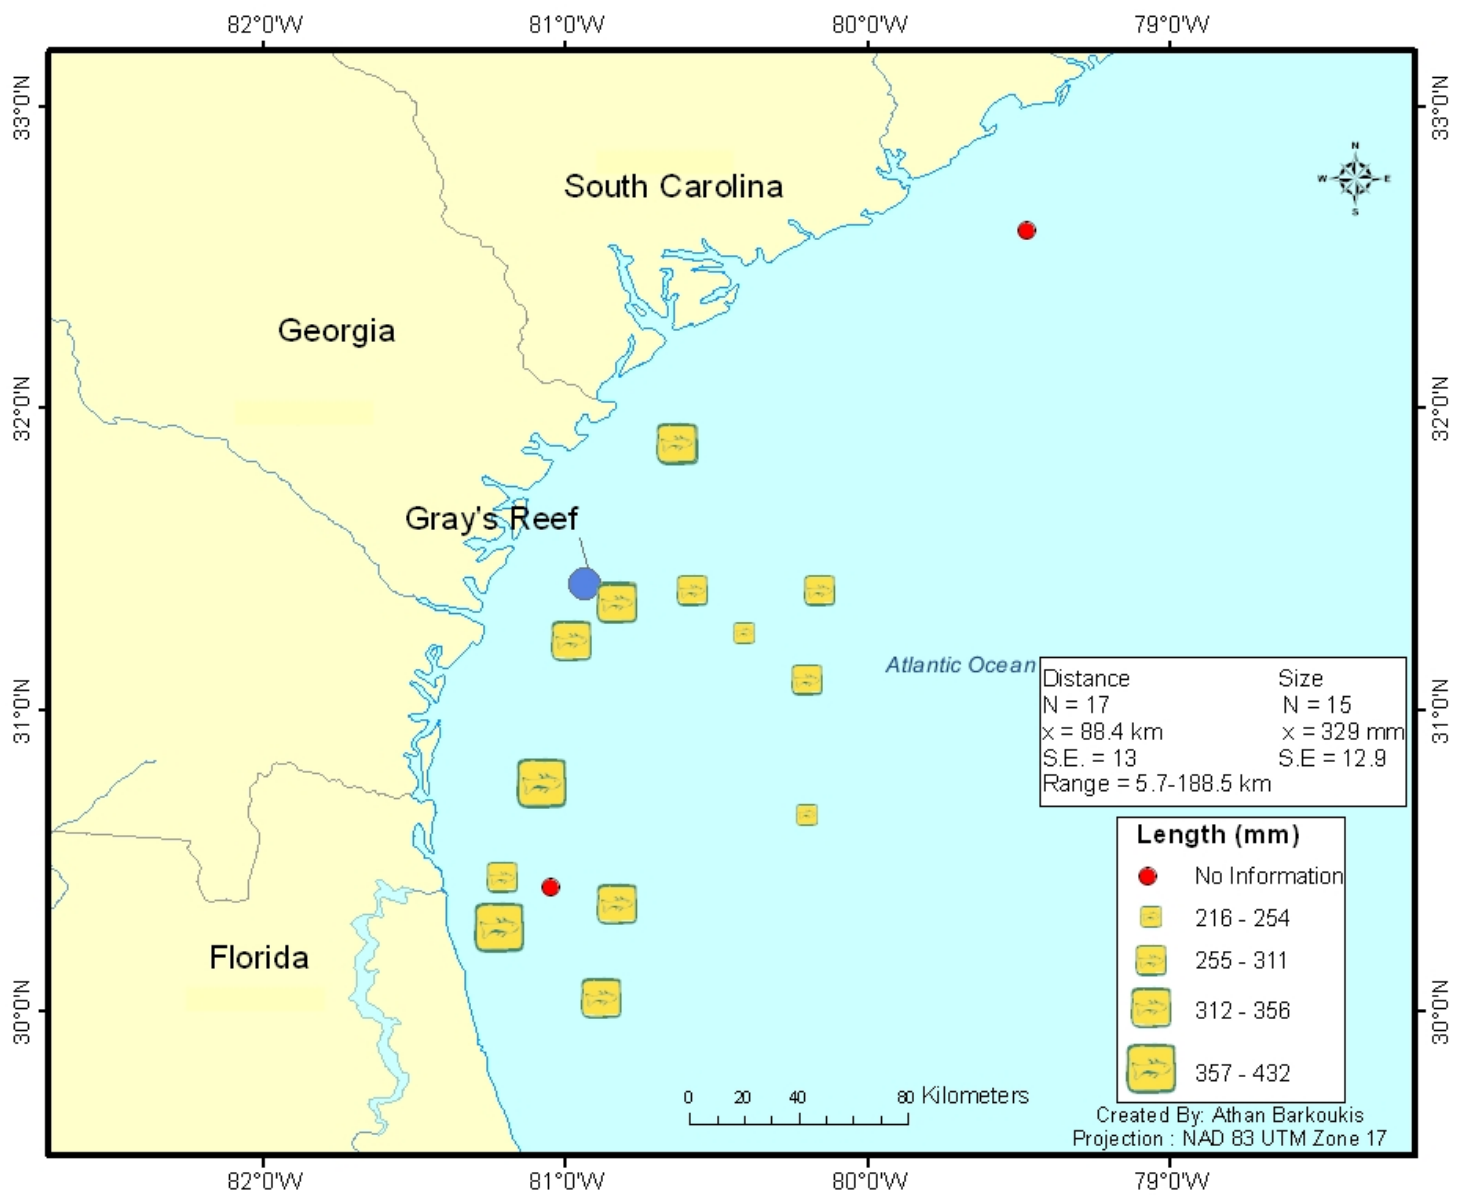 82°0'W 81°0'W 80°0'W 79°0'W
33°0'N 33°0'N
N
W E
S
South Carolina
Georgia
32°0'N 32°0'N
Gray's Reef
Atlantic Ocean
Distance Size
N = 17 N = 15
x = 88.4 km x = 329 mm
S.E. = 13 S.E = 12.9
Range = 5.7-188.5 km
31°0'N 31°0'N
Length (mm)
No Information
216 - 254
255 - 311
312 - 356
357 - 432
Florida
30°0'N 30°0'N
0 20 40 80 Kilometers
Created By: Athan Barkoukis
Projection : NAD 83 UTM Zone 17
82°0'W 81°0'W 80°0'W 79°0'W